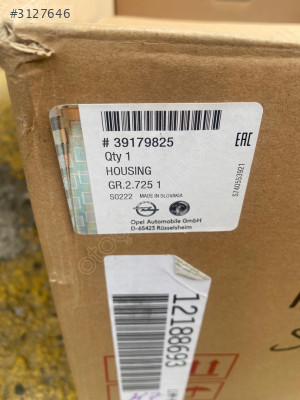 #3127646
# 39179825
Qty 1
HOUSING
GR.2.725 1
S0222 MADE IN SLOVAKIA
Opel Automobile GmbH
D-65423 Rüsselsheim
EAC
12188693